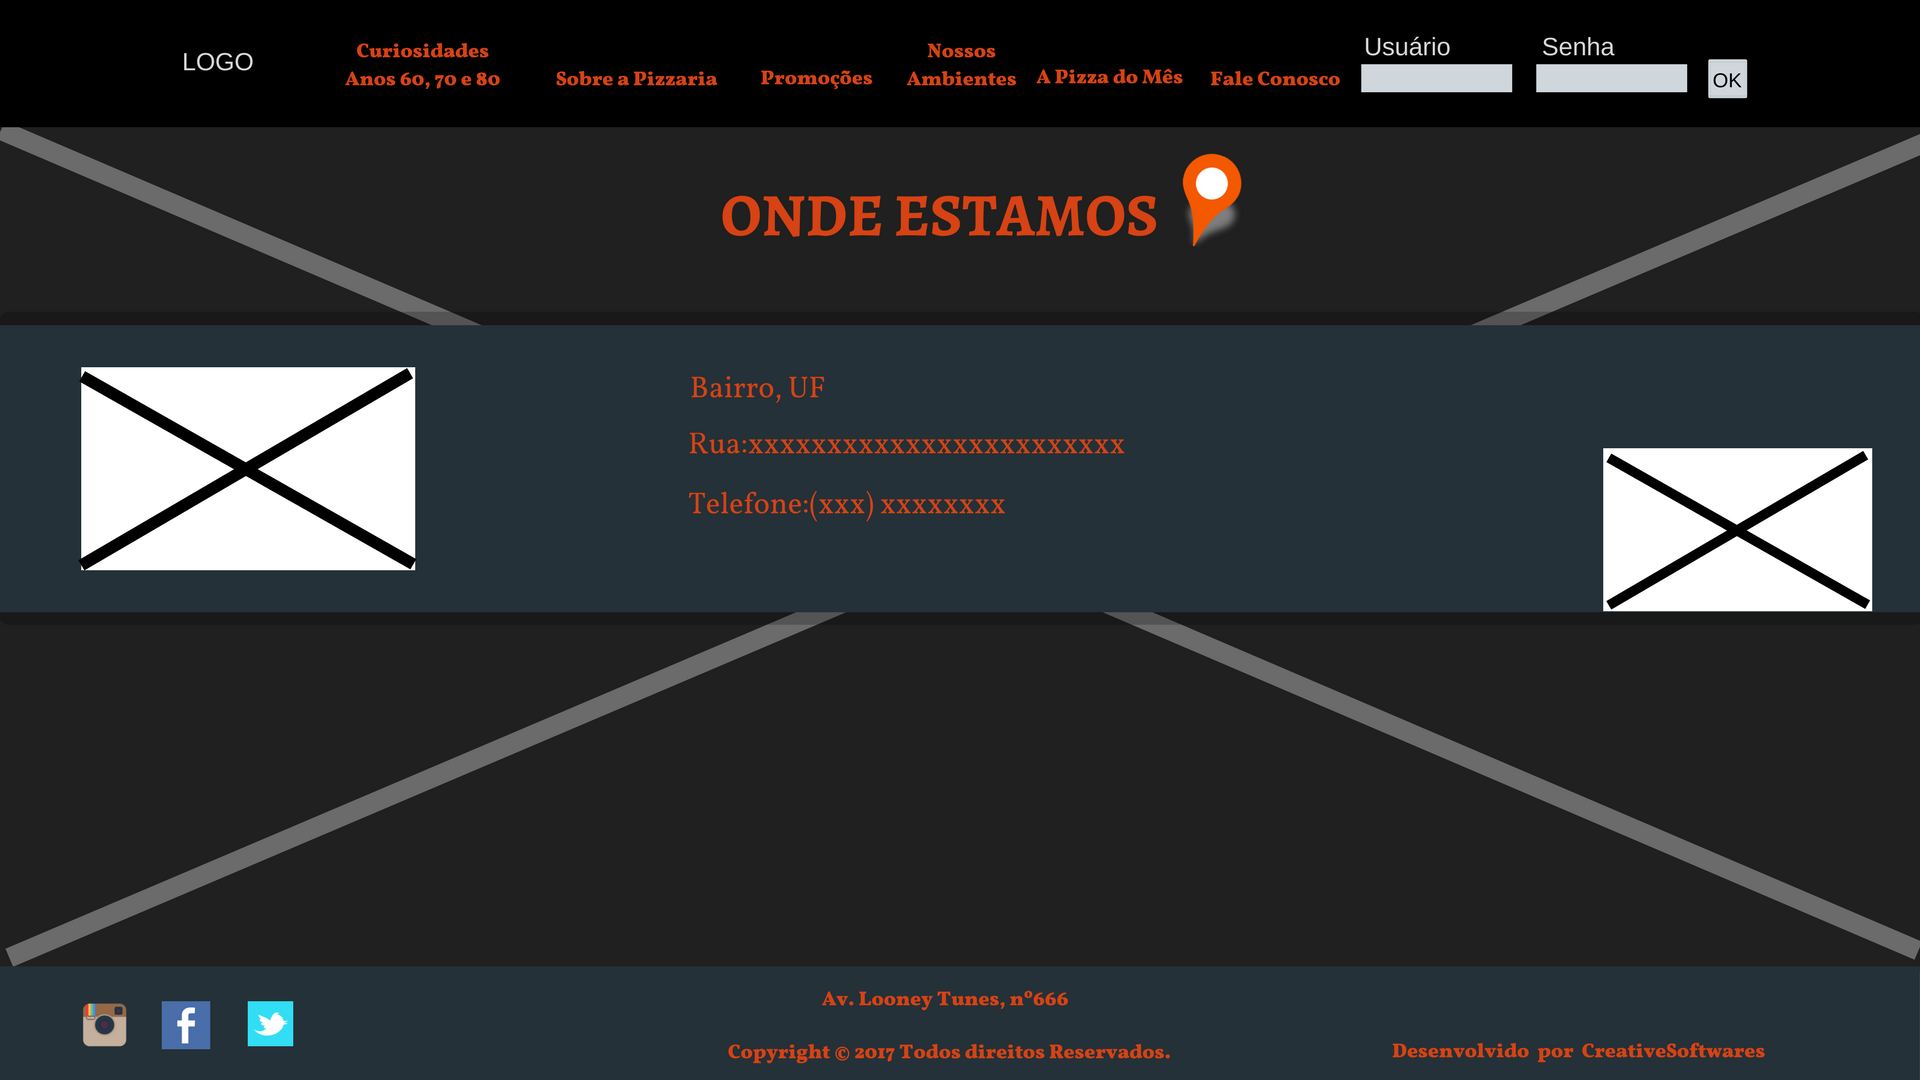 LOGO
Curiosidades
Anos 60, 70 e 80
Sobre a Pizzaria
Promoções
Nossos
Ambientes
A Pizza do Mês
Fale Conosco
Usuário
Senha
OK
ONDE ESTAMOS
Bairro, UF
Rua:xxxxxxxxxxxxxxxxxxxxxxxx
Telefone:(xxx) xxxxxxxx
Av. Looney Tunes, nº666
Copyright © 2017 Todos direitos Reservados.
Desenvolvido por CreativeSoftwares